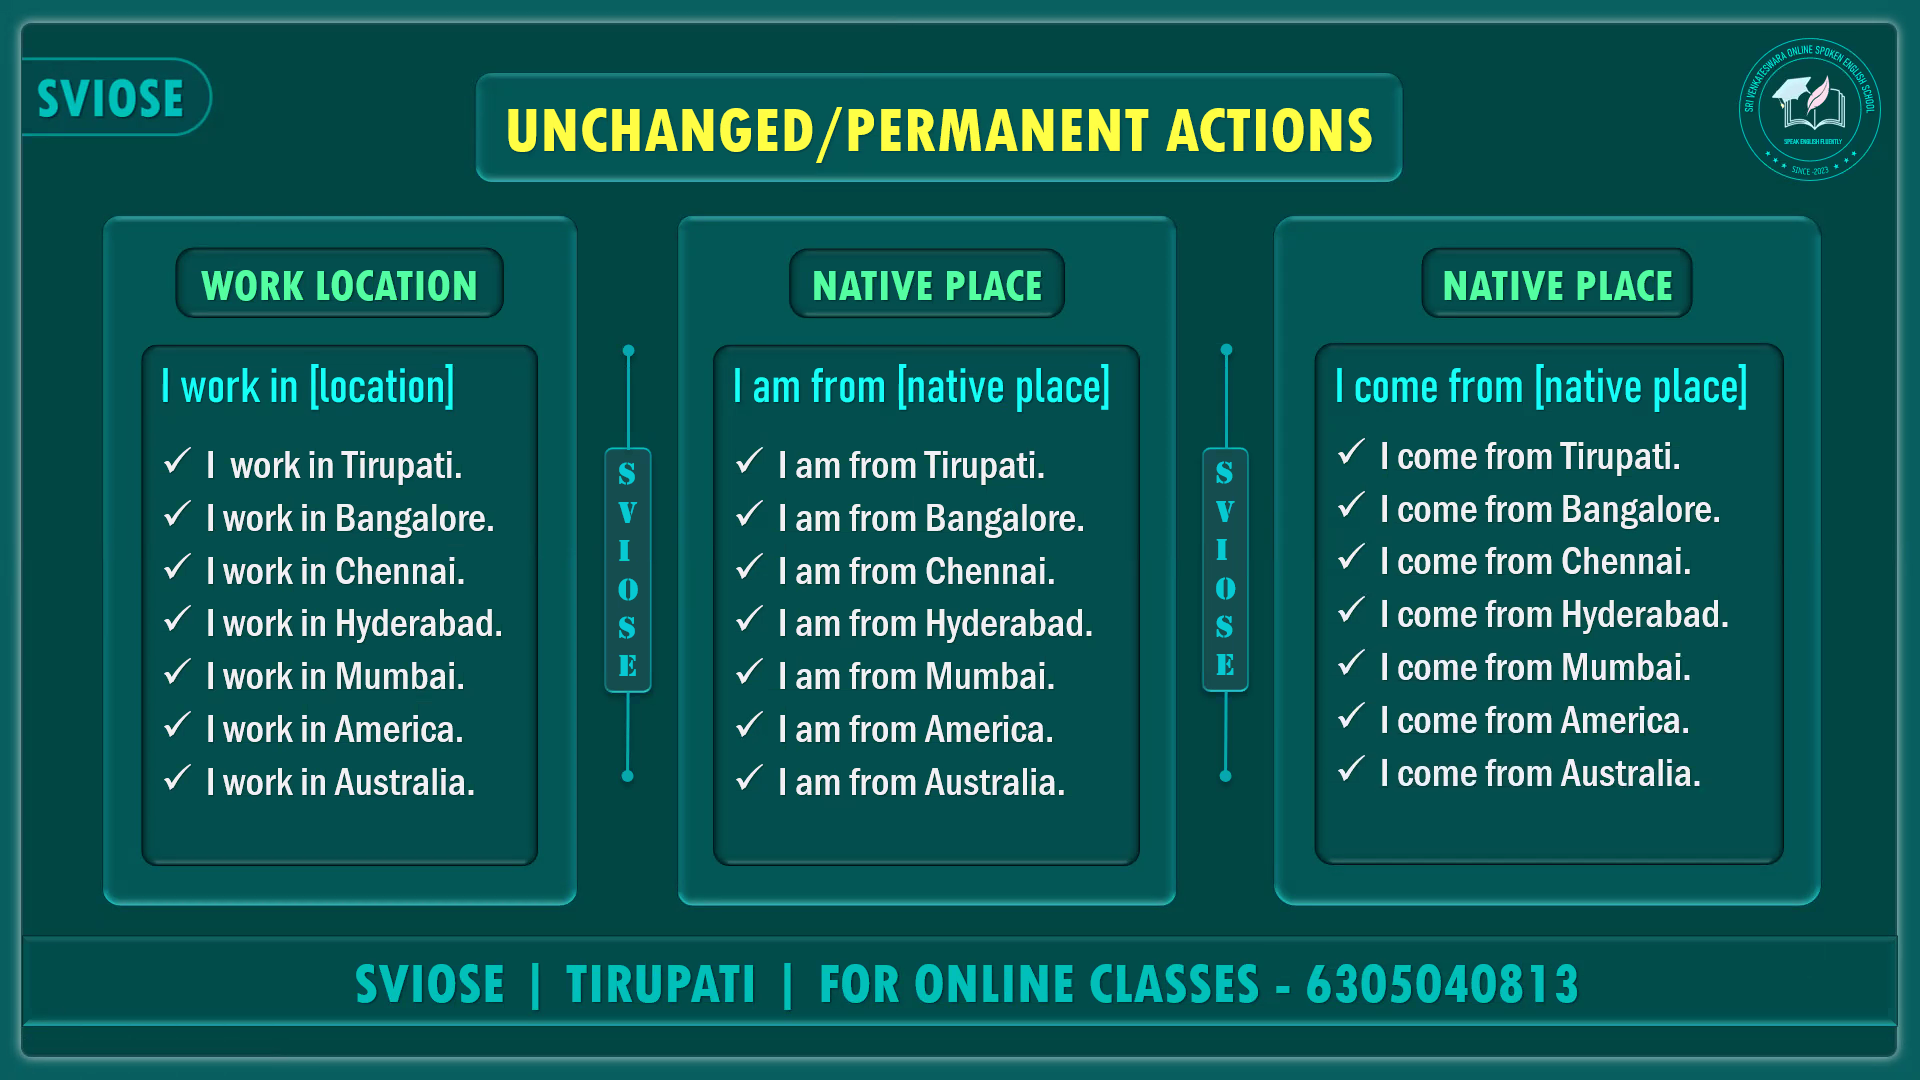 SVIOSE
UNCHANGED/PERMANENT ACTIONS
SRI VENKATESWARA ONLINE SPOKEN ENGLISH SCHOOL
SPEAK ENGLISH FLUENTLY
SINCE -2023
WORK LOCATION
I work in [location]
✓ I  work in Tirupati.
✓ I work in Bangalore.
✓ I work in Chennai.
✓ I work in Hyderabad.
✓ I work in Mumbai.
✓ I work in America.
✓ I work in Australia.
S
V
I
O
S
E
NATIVE PLACE
I am from [native place]
✓ I am from Tirupati.
✓ I am from Bangalore.
✓ I am from Chennai.
✓ I am from Hyderabad.
✓ I am from Mumbai.
✓ I am from America.
✓ I am from Australia.
S
V
I
O
S
E
NATIVE PLACE
I come from [native place]
✓ I come from Tirupati.
✓ I come from Bangalore.
✓ I come from Chennai.
✓ I come from Hyderabad.
✓ I come from Mumbai.
✓ I come from America.
✓ I come from Australia.
SVIOSE | TIRUPATI | FOR ONLINE CLASSES - 6305040813